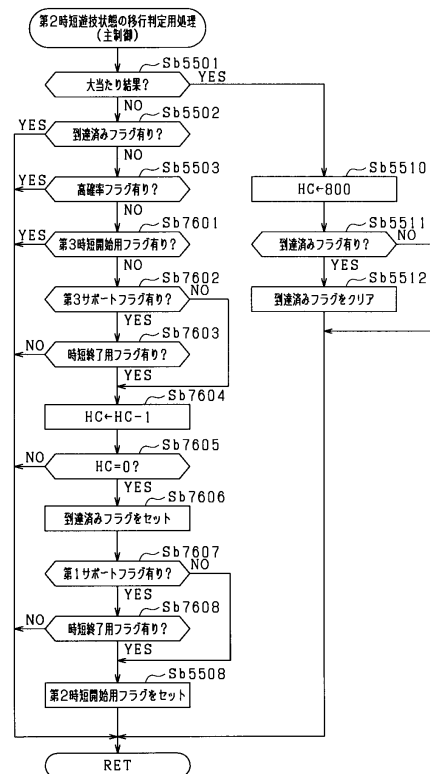 第2時短遊技状態の移行判定用処理
(主制御)
Sb5501
大当たり結果?
YES
NO
Sb5502
YES
到達済みフラグ有り?
NO
Sb5503
YES
高確率フラグ有り?
NO
Sb7601
YES
第3時短開始用フラグ有り?
NO
Sb7602
第3サポートフラグ有り?
NO
YES
Sb7603
NO
時短終了用フラグ有り?
YES
Sb7604
HC←HC-1
Sb7605
NO
HC=0?
YES
Sb7606
到達済みフラグをセット
Sb7607
第1サポートフラグ有り?
NO
YES
Sb7608
NO
時短終了用フラグ有り?
YES
Sb5508
第2時短開始用フラグをセット
RET
Sb5510
HC←800
Sb5511
到達済みフラグ有り?
NO
YES
Sb5512
到達済みフラグをクリア